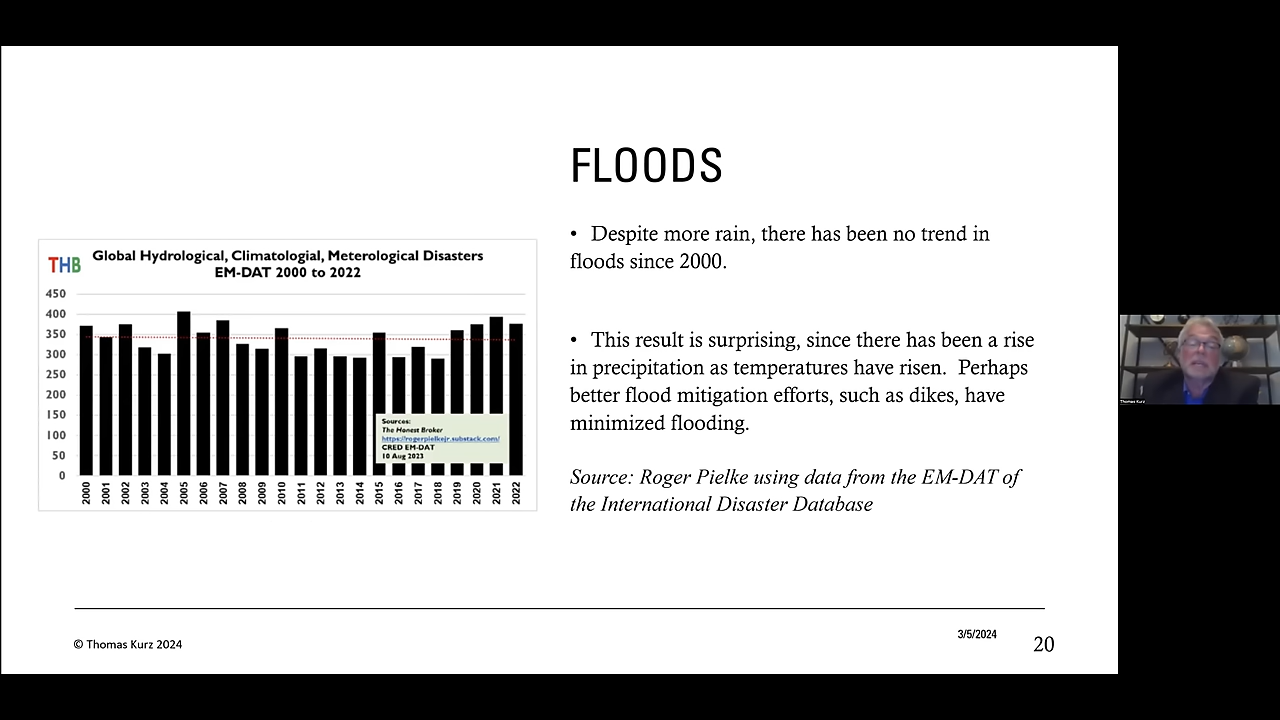 FLOODS
• Despite more rain, there has been no trend in
floods since 2000.
• This result is surprising, since there has been a rise
in precipitation as temperatures have risen. Perhaps
better flood mitigation efforts, such as dikes, have
minimized flooding.
Source: Roger Pielke using data from the EM-DAT of
the International Disaster Database
THB
Global Hydrological, Climatologial, Meterological Disasters
EM-DAT 2000 to 2022
450
400
350
300
250
200
150
100
50
0
2000 2001 2002 2003 2004 2005 2006 2007 2008 2009 2010 2011 2012 2013 2014 2015 2016 2017 2018 2019 2020 2021 2022
Sources:
The Honest Broker
https://rogerpielkejr.substack.com/
CRED EM-DAT
10 Aug 2023
© Thomas Kurz 2024
3/5/2024
20
Thomas Kurz